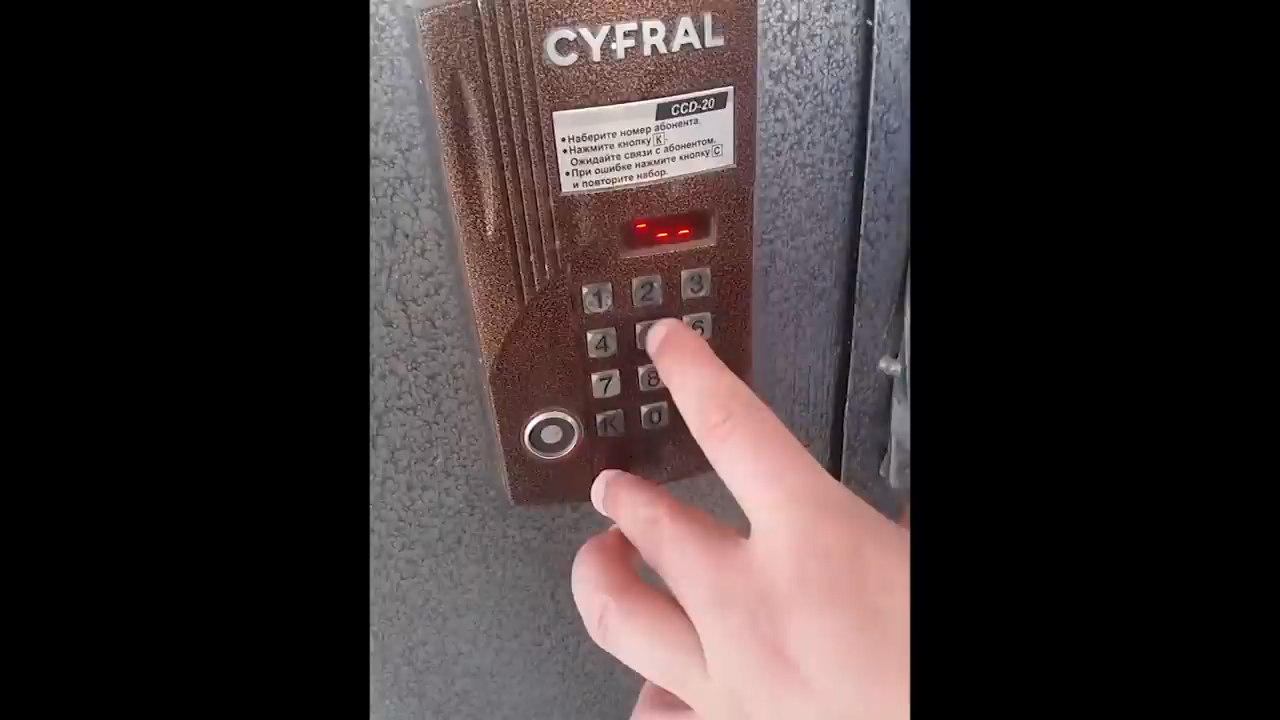 CYFRAL
CCD-20
•Наберите номер абонента.
•Нажмите кнопку K.
Ожидайте связи с абонентом.
•При ошибке нажмите кнопку C
и повторите набор.
1 2 3
4 6
7 8
K 0